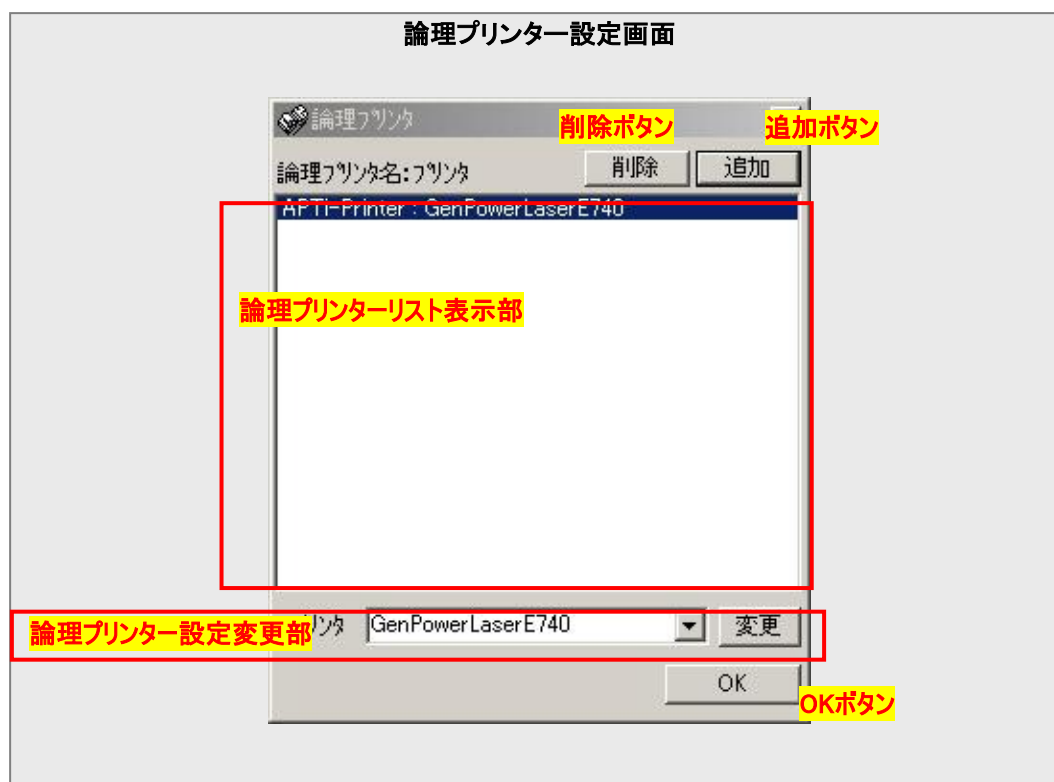 論理プリンター設定画面
論理プリンタ
削除ボタン
追加ボタン
論理プリンタ名:プリンタ
削除
追加
APTI-Printer : GenPowerLaserE740
論理プリンターリスト表示部
論理プリンター設定変更部
リンタ
GenPowerLaserE740
変更
OK
OKボタン